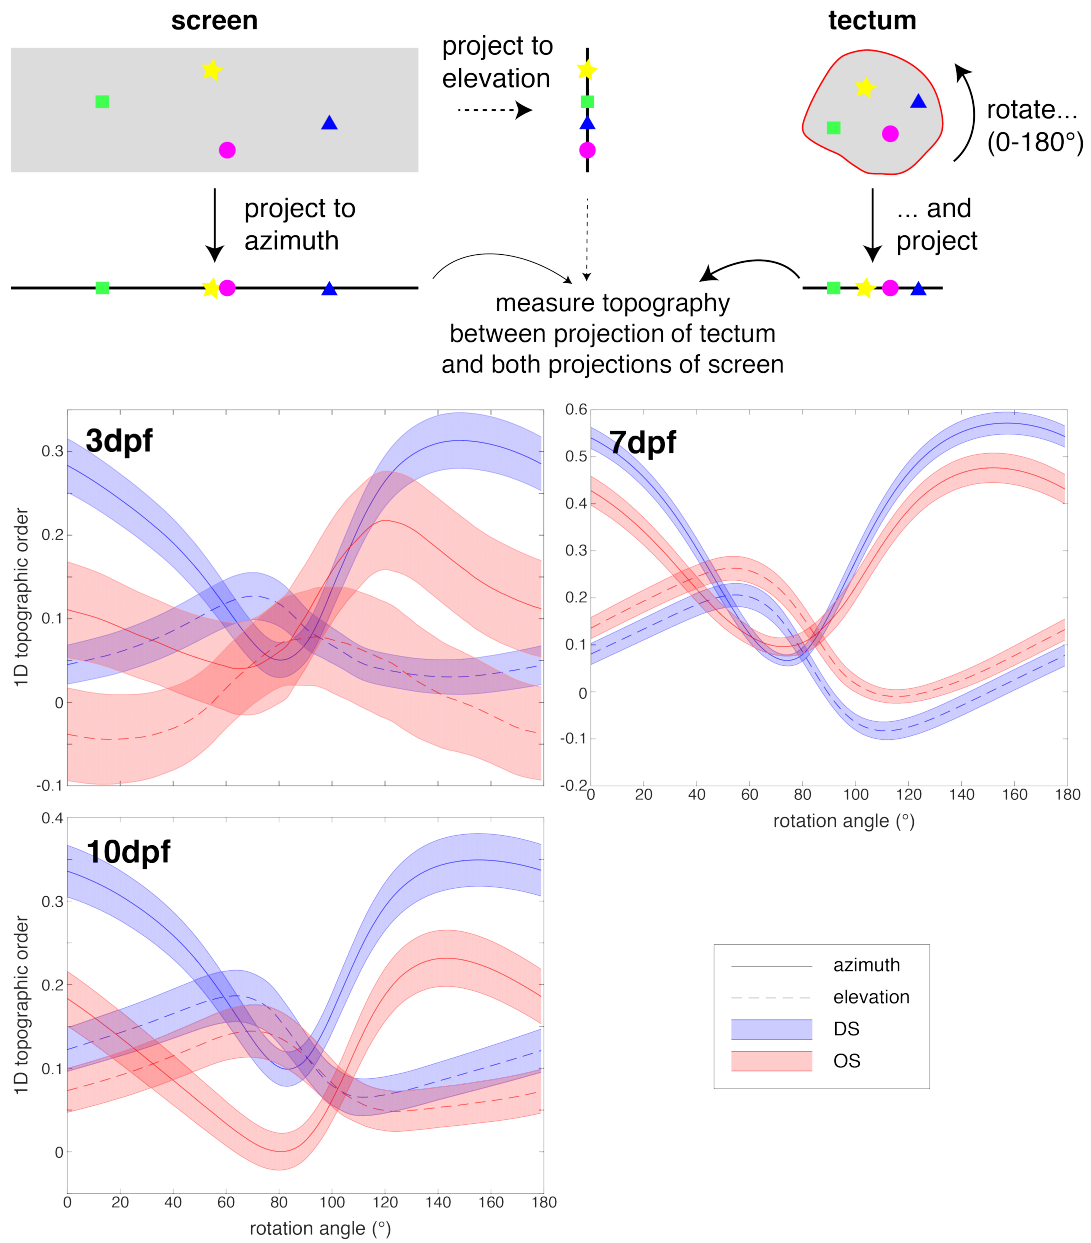 screen
tectum
project to
elevation
rotate...
(0-180°)
project to
azimuth
... and
project
measure topography
between projection of tectum
and both projections of screen
3dpf
1D topographic order
0.3
0.2
0.1
0
-0.1
7dpf
0.6
0.5
0.4
0.3
0.2
0.1
0
-0.1
-0.2
0 20 40 60 80 100 120 140 160 180
rotation angle (°)
10dpf
1D topographic order
0.4
0.3
0.2
0.1
0
0 20 40 60 80 100 120 140 160 180
rotation angle (°)
azimuth
elevation
DS
OS